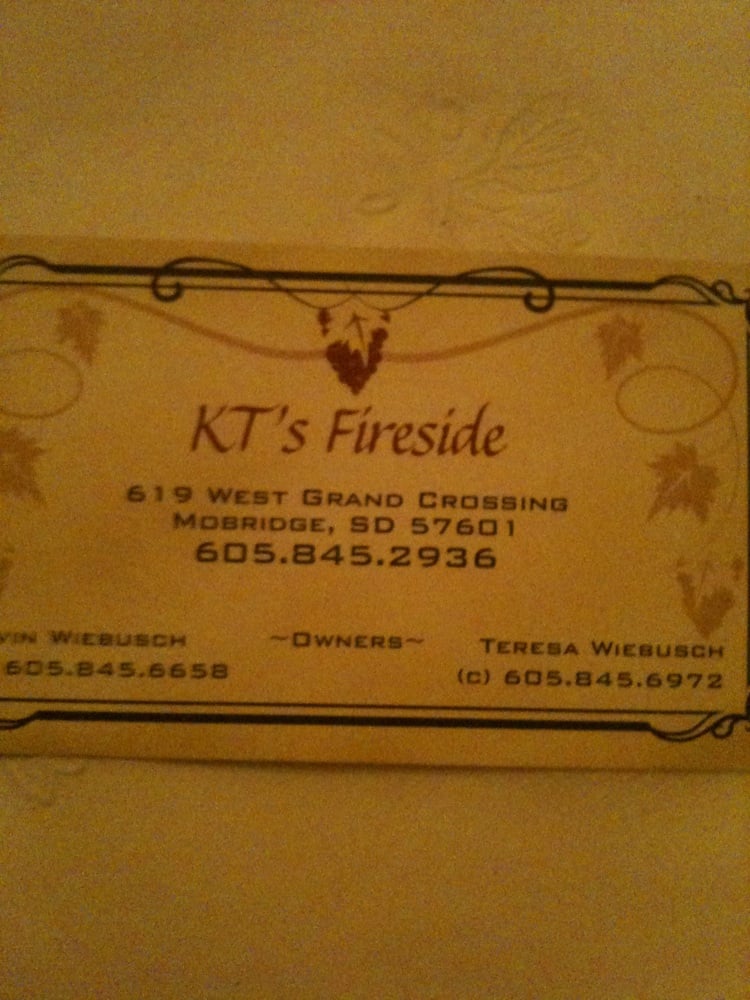 KT's Fireside
619 West Grand Crossing
Mobridge, SD 57601
605.845.2936
Wiebusch ~Owners~ Teresa Wiebusch
605.845.6658 (c) 605.845.6972